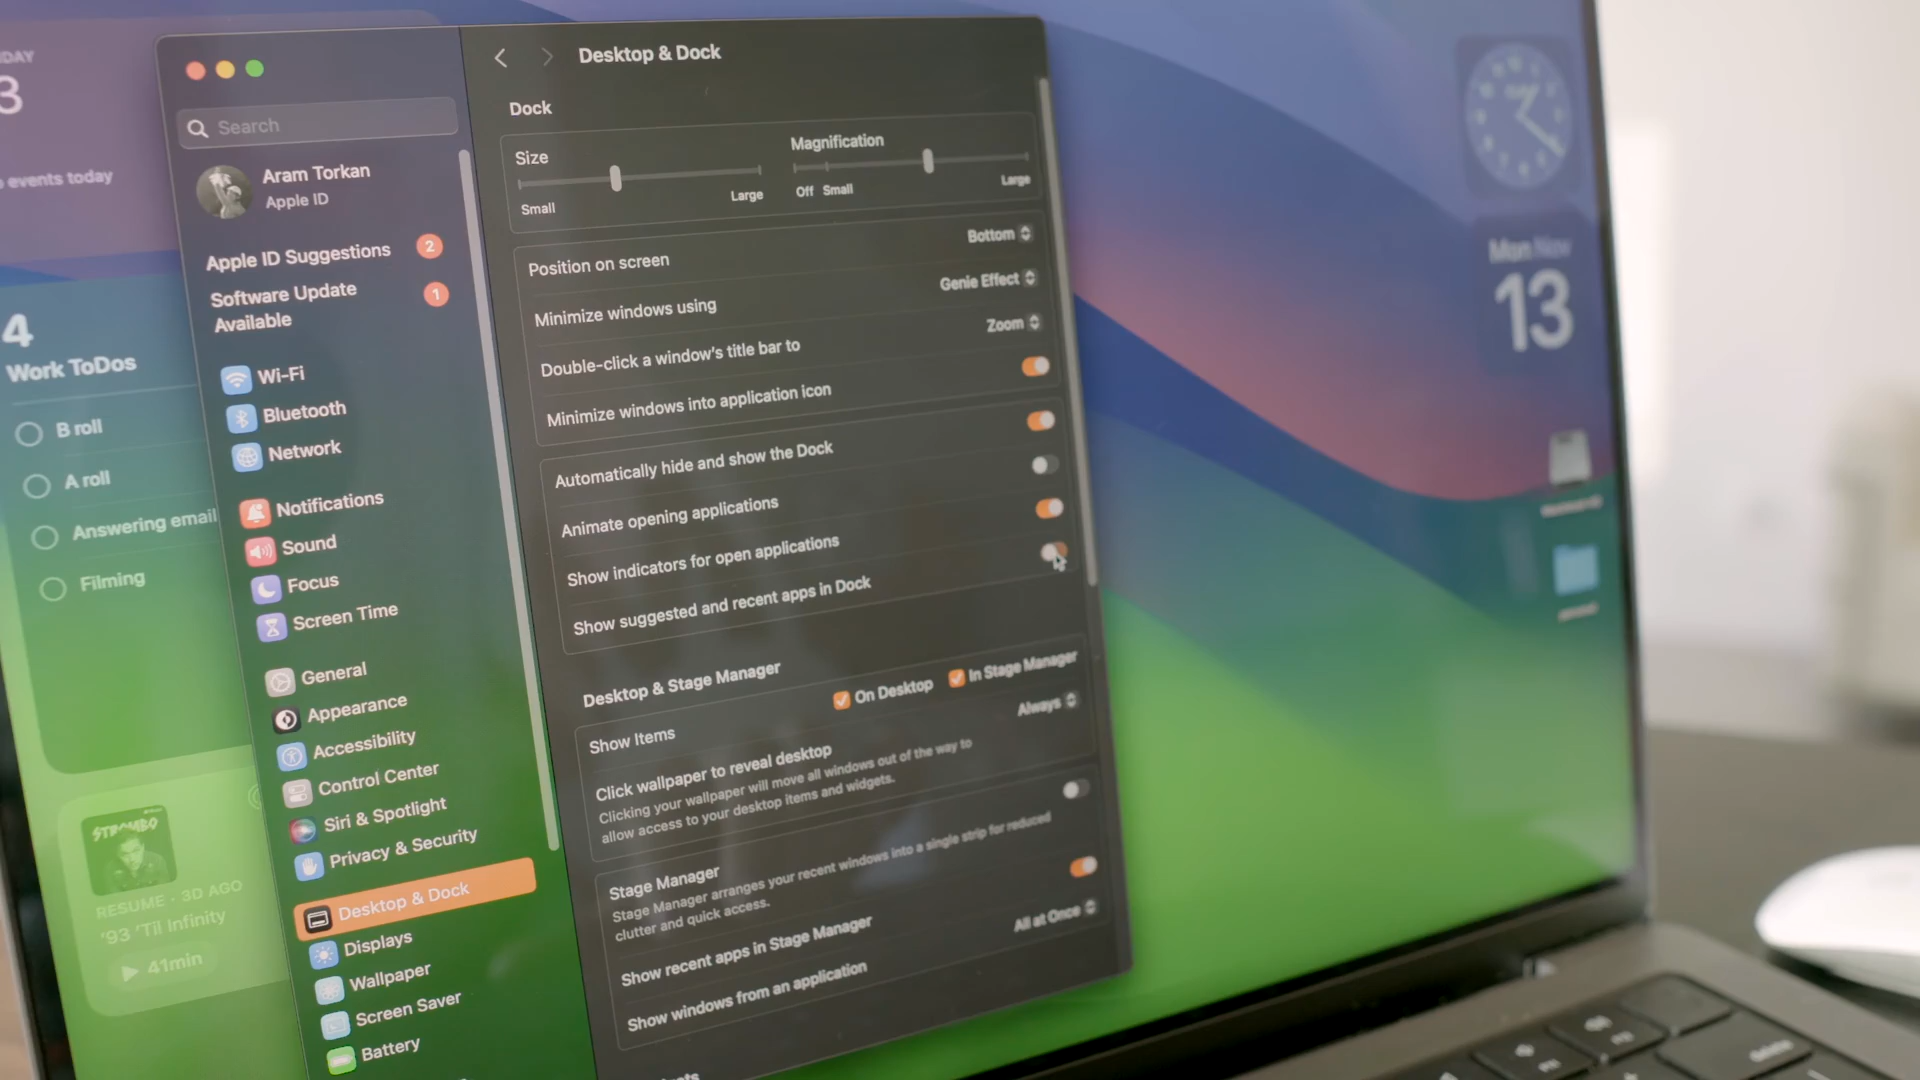 DAY
3
events today
4
Work ToDos
B roll
A roll
Answering email
Filming
STROMBO
RESUME · 3D AGO
'93 'Til Infinity
41min
Search
Aram Torkan
Apple ID
Apple ID Suggestions
2
Software Update
Available
1
Wi-Fi
Bluetooth
Network
Notifications
Sound
Focus
Screen Time
General
Appearance
Accessibility
Control Center
Siri & Spotlight
Privacy & Security
Desktop & Dock
Displays
Wallpaper
Screen Saver
Battery
Desktop & Dock
Dock
Size
Small
Large
Magnification
Off
Small
Large
Position on screen
Bottom
Minimize windows using
Genie Effect
Double-click a window's title bar to
Zoom
Minimize windows into application icon
Automatically hide and show the Dock
Animate opening applications
Show indicators for open applications
Show suggested and recent apps in Dock
Desktop & Stage Manager
Show Items
On Desktop
In Stage Manager
Click wallpaper to reveal desktop
Always
Clicking your wallpaper will move all windows out of the way to
allow access to your desktop items and widgets.
Stage Manager
Stage Manager arranges your recent windows into a single strip for reduced
clutter and quick access.
Show recent apps in Stage Manager
Show windows from an application
All at Once
Mon Nov
13
delete